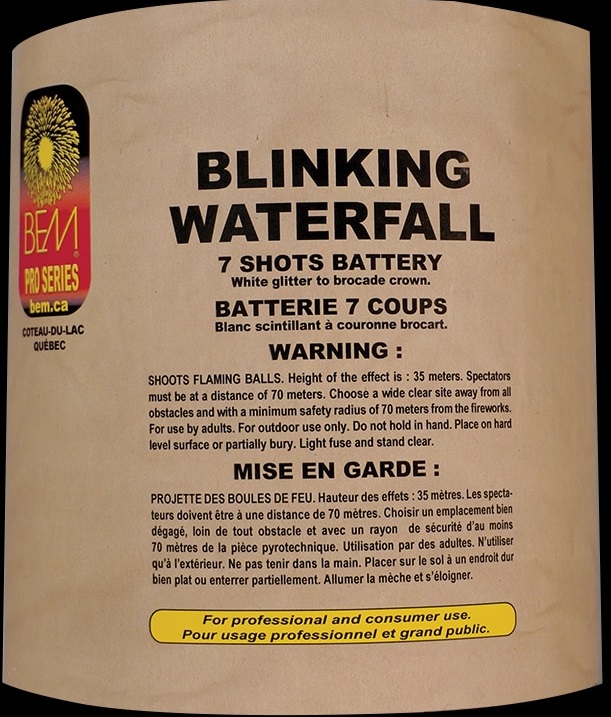 BEM
PRO SERIES
bem.ca
COTEAU-DU-LAC
QUÉBEC
BLINKING
WATERFALL
7 SHOTS BATTERY
White glitter to brocade crown.
BATTERIE 7 COUPS
Blanc scintillant à couronne brocart.
WARNING :
SHOOTS FLAMING BALLS. Height of the effect is : 35 meters. Spectators
must be at a distance of 70 meters. Choose a wide clear site away from all
obstacles and with a minimum safety radius of 70 meters from the fireworks.
For use by adults. For outdoor use only. Do not hold in hand. Place on hard
level surface or partially bury. Light fuse and stand clear.
MISE EN GARDE :
PROJETTE DES BOULES DE FEU. Hauteur des effets : 35 mètres. Les specta-
teurs doivent être à une distance de 70 mètres. Choisir un emplacement bien
dégagé, loin de tout obstacle et avec un rayon de sécurité d'au moins
70 mètres de la pièce pyrotechnique. Utilisation par des adultes. N'utiliser
qu'à l'extérieur. Ne pas tenir dans la main. Placer sur le sol à un endroit dur
bien plat ou enterrer partiellement. Allumer la mèche et s'éloigner.
For professional and consumer use.
Pour usage professionnel et grand public.